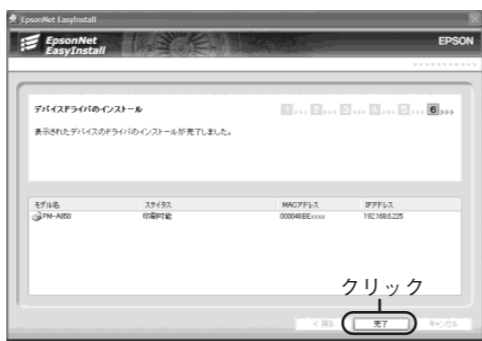 EpsonNet EasyInstall
EpsonNet
EasyInstall
EPSON
デバイスドライバのインストール
1 2 3 4 5 6
表示されたデバイスのドライバのインストールが完了しました。
モデル名 ステイタス MACアドレス IPアドレス
PM-A850 印刷可能 000048BExxxx 192.168.6.225
クリック
< 戻る 完了 キャンセル